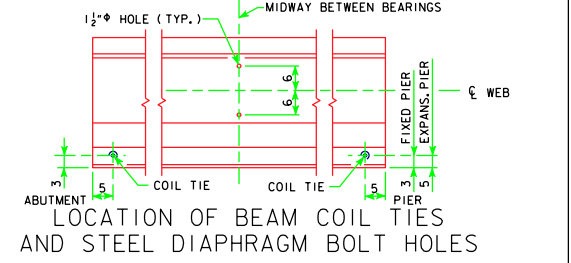 MIDWAY BETWEEN BEARINGS
1½"Φ HOLE (TYP.)
6
6
℄ WEB
FIXED PIER
EXPANS. PIER
3
5
COIL TIE
COIL TIE
5
3
5
ABUTMENT
PIER
LOCATION OF BEAM COIL TIES
AND STEEL DIAPHRAGM BOLT HOLES